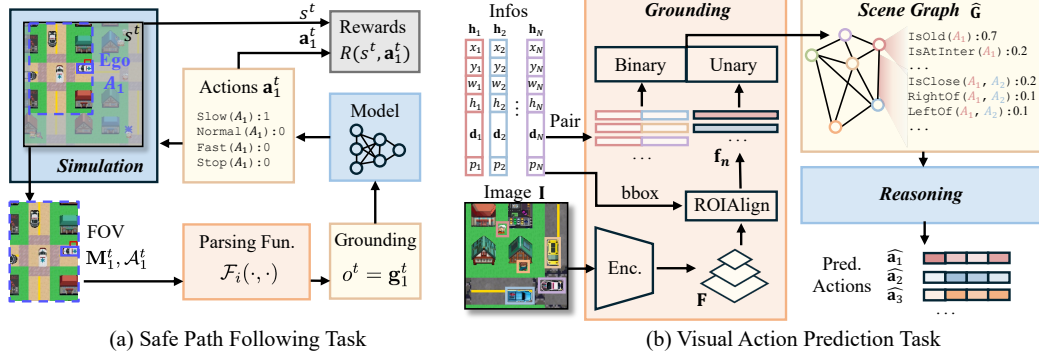 s^t
s^t
Ego
A_1
Simulation
a_1^t
Rewards
R(s^t, a_1^t)
Actions a_1^t
Slow(A_1):1
Normal(A_1):0
Fast(A_1):0
Stop(A_1):0
Model
FOV
M_1^t, A_1^t
Parsing Fun.
F_i(·,·)
Grounding
o^t = g_1^t
(a) Safe Path Following Task
Infos
h_1 h_2 h_N
x_1 x_2 x_N
y_1 y_2 y_N
w_1 w_2 w_N
h_1 h_2 : h_N
d_1 d_2 : d_N
p_1 p_2 p_N
Pair
Image I
bbox
Grounding
Binary
Unary
...
...
f_n
ROIAlign
Enc.
F
Scene Graph Ĝ
IsOld(A_1):0.7
IsAtInter(A_1):0.2
...
IsClose(A_1, A_2):0.2
RightOf(A_1, A_2):0.1
LeftOf(A_1, A_2):0.1
...
Reasoning
Pred.
Actions
â_1
â_2
â_3
...
(b) Visual Action Prediction Task